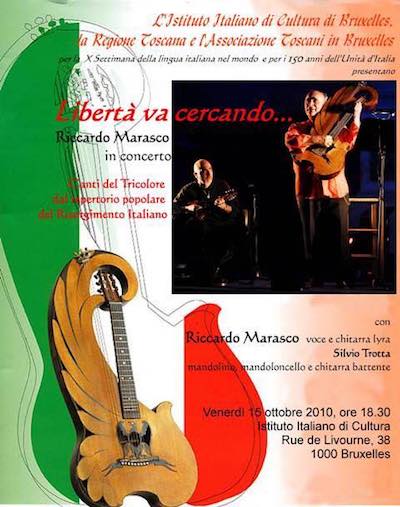 L'Istituto Italiano di Cultura di Bruxelles,
la Regione Toscana e l'Associazione Toscani in Bruxelles
per la X Settimana della lingua italiana nel mondo e per i 150 anni dell'Unità d'Italia
presentano
Libertà va cercando...
Riccardo Marasco
in concerto
Canti del Tricolore
dal repertorio popolare
del Risorgimento Italiano
con
Riccardo Marasco voce e chitarra lyra
Silvio Trotta
mandolino, mandoloncello e chitarra battente
Venerdì 15 ottobre 2010, ore 18.30
Istituto Italiano di Cultura
Rue de Livourne, 38
1000 Bruxelles